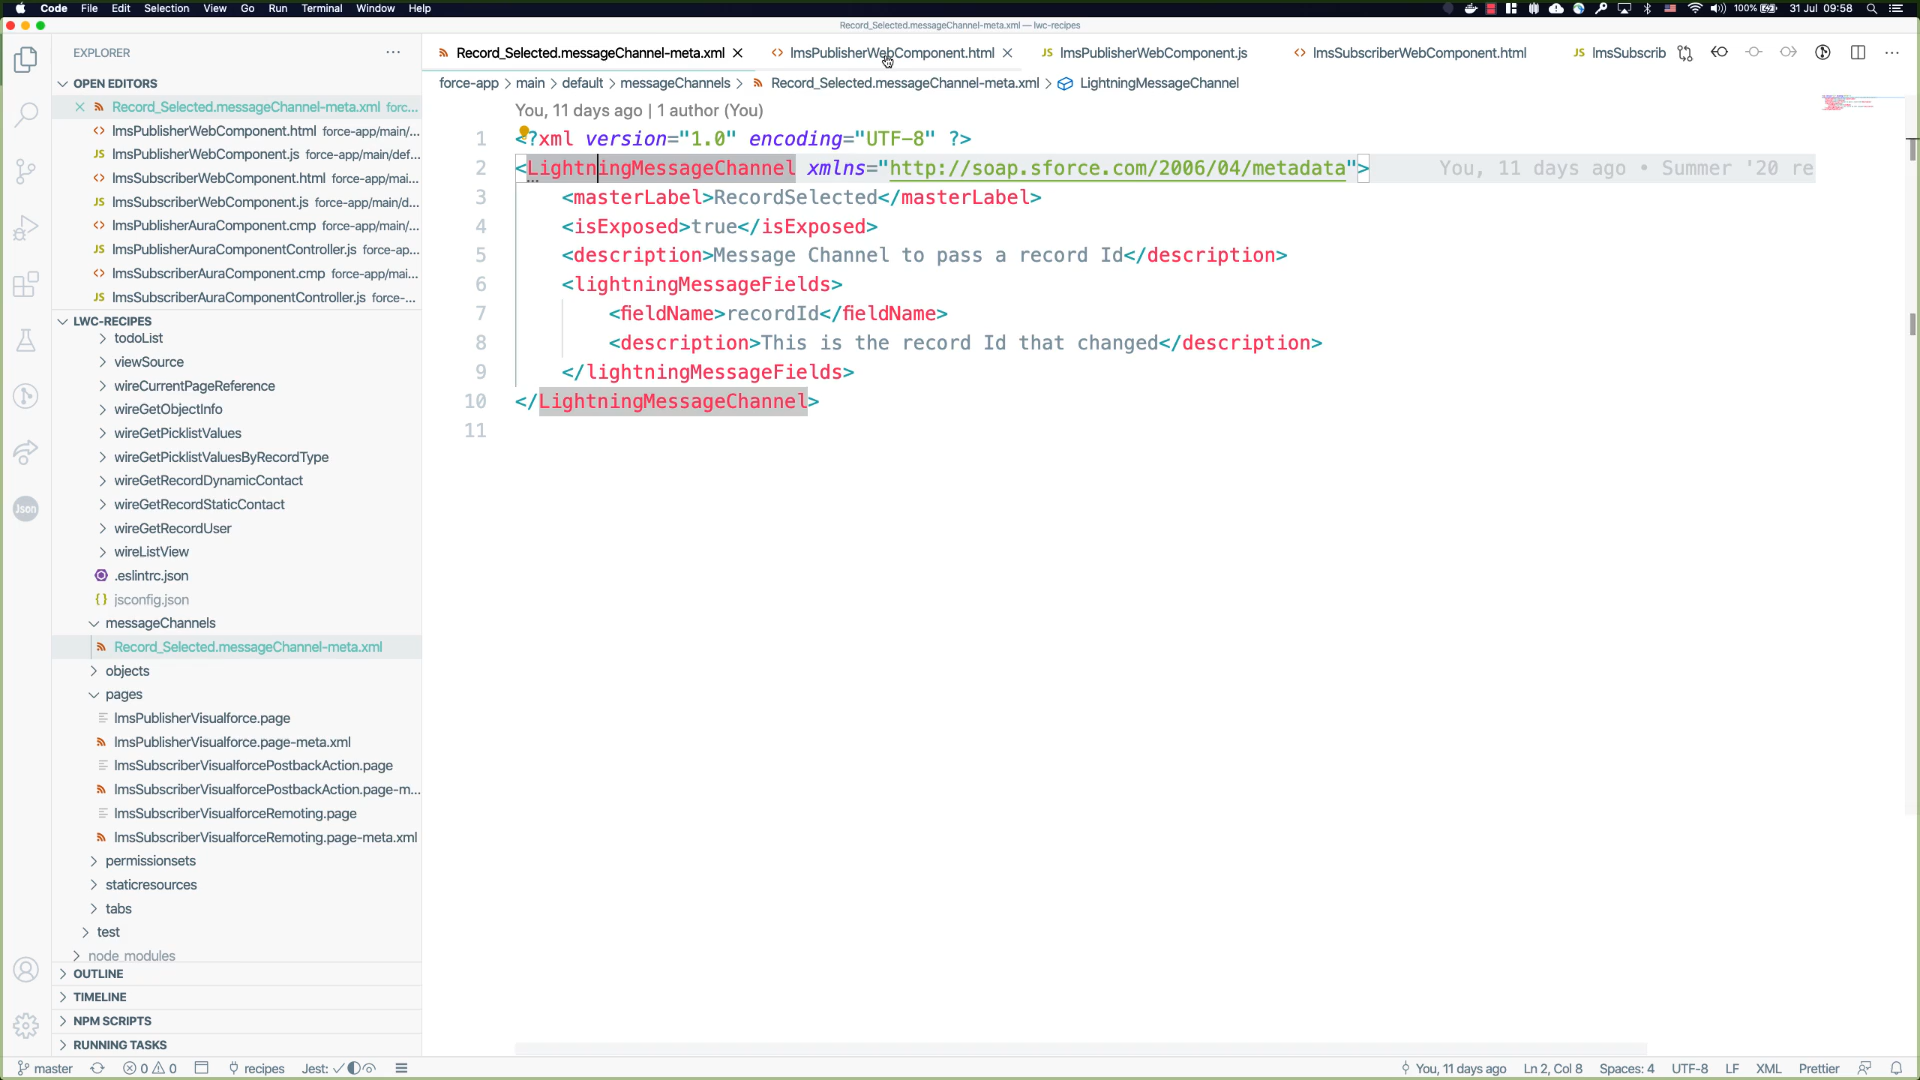 Code File Edit Selection View Go Run Terminal Window Help 100% 31 Jul 09:58
Record_Selected.messageChannel-meta.xml — lwc-recipes
EXPLORER
Record_Selected.messageChannel-meta.xml lmsPublisherWebComponent.html lmsPublisherWebComponent.js lmsSubscriberWebComponent.html lmsSubscrib
OPEN EDITORS
force-app > main > default > messageChannels > Record_Selected.messageChannel-meta.xml > LightningMessageChannel
Record_Selected.messageChannel-meta.xml forc...
lmsPublisherWebComponent.html force-app/main/...
JS lmsPublisherWebComponent.js force-app/main/def...
lmsSubscriberWebComponent.html force-app/mai...
JS lmsSubscriberWebComponent.js force-app/main/d...
lmsPublisherAuraComponent.cmp force-app/main/...
JS lmsPublisherAuraComponentController.js force-ap...
lmsSubscriberAuraComponent.cmp force-app/mai...
JS lmsSubscriberAuraComponentController.js force-...
LWC-RECIPES
todoList
viewSource
wireCurrentPageReference
wireGetObjectInfo
wireGetPicklistValues
wireGetPicklistValuesByRecordType
wireGetRecordDynamicContact
wireGetRecordStaticContact
wireGetRecordUser
wireListView
.eslintrc.json
jsconfig.json
messageChannels
Record_Selected.messageChannel-meta.xml
objects
pages
lmsPublisherVisualforce.page
lmsPublisherVisualforce.page-meta.xml
lmsSubscriberVisualforcePostbackAction.page
lmsSubscriberVisualforcePostbackAction.page-m...
lmsSubscriberVisualforceRemoting.page
lmsSubscriberVisualforceRemoting.page-meta.xml
permissionsets
staticresources
tabs
test
node_modules
OUTLINE
TIMELINE
NPM SCRIPTS
RUNNING TASKS
Json
You, 11 days ago | 1 author (You)
1 <?xml version="1.0" encoding="UTF-8" ?>
2 <LightningMessageChannel xmlns="http://soap.sforce.com/2006/04/metadata"> You, 11 days ago • Summer '20 re
3 <masterLabel>RecordSelected</masterLabel>
4 <isExposed>true</isExposed>
5 <description>Message Channel to pass a record Id</description>
6 <lightningMessageFields>
7 <fieldName>recordId</fieldName>
8 <description>This is the record Id that changed</description>
9 </lightningMessageFields>
10 </LightningMessageChannel>
11
master 0 0 recipes Jest: You, 11 days ago Ln 2, Col 8 Spaces: 4 UTF-8 LF XML Prettier